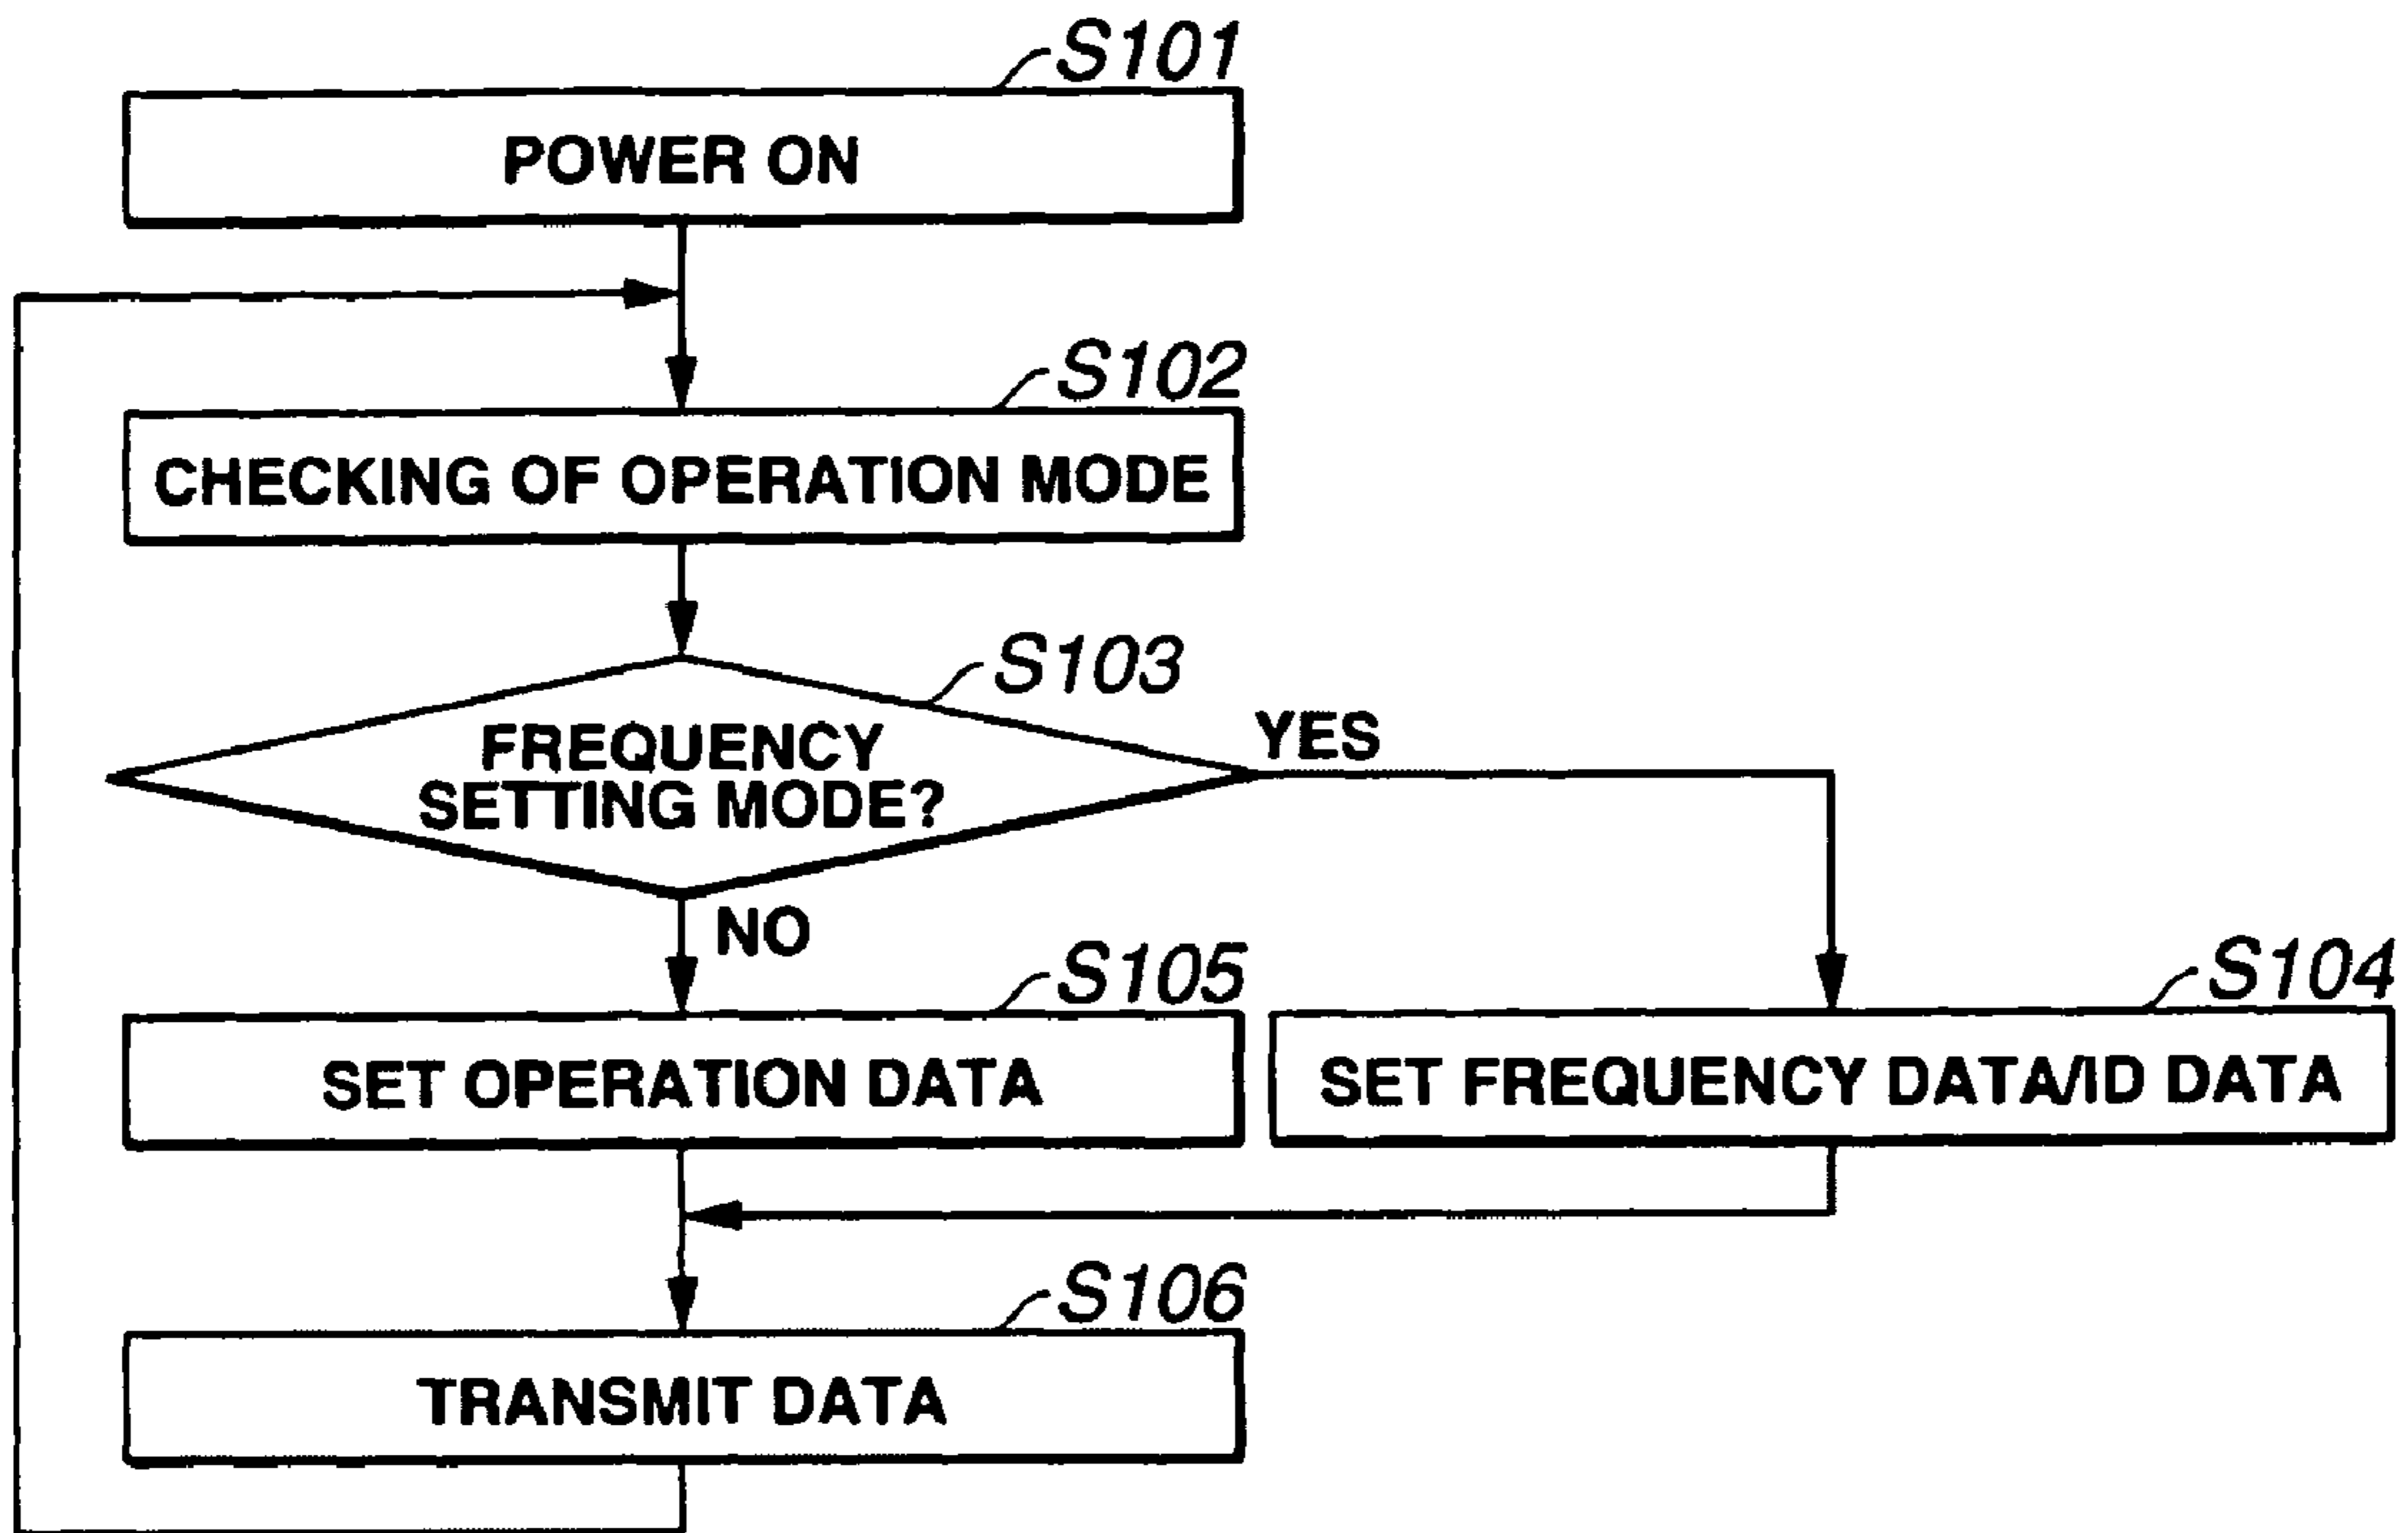 S101
POWER ON
S102
CHECKING OF OPERATION MODE
S103
FREQUENCY
SETTING MODE?
YES
NO
S105
SET OPERATION DATA
S104
SET FREQUENCY DATA/ID DATA
S106
TRANSMIT DATA